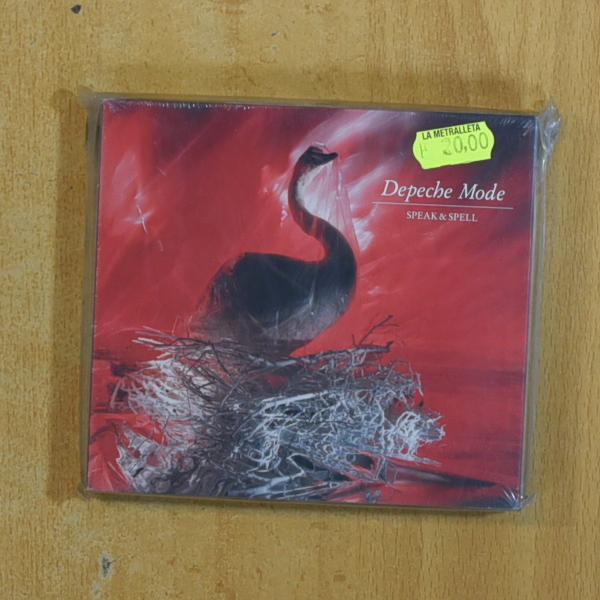 LA METRALLETA
20,00
Depeche Mode
SPEAK & SPELL